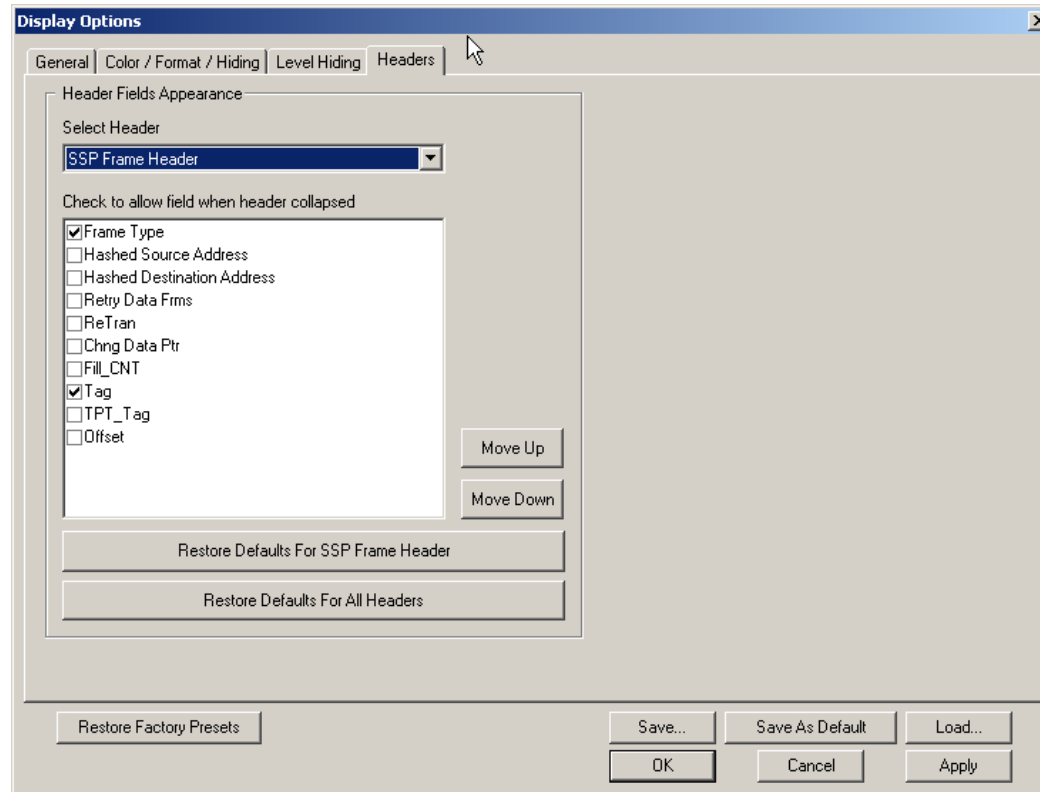 Display Options
General
Color / Format / Hiding
Level Hiding
Headers
Header Fields Appearance
Select Header
SSP Frame Header
Check to allow field when header collapsed
Frame Type
Hashed Source Address
Hashed Destination Address
Retry Data Frms
ReTran
Chng Data Ptr
Fill_CNT
Tag
TPT_Tag
Offset
Move Up
Move Down
Restore Defaults For SSP Frame Header
Restore Defaults For All Headers
Restore Factory Presets
Save...
Save As Default
Load...
OK
Cancel
Apply